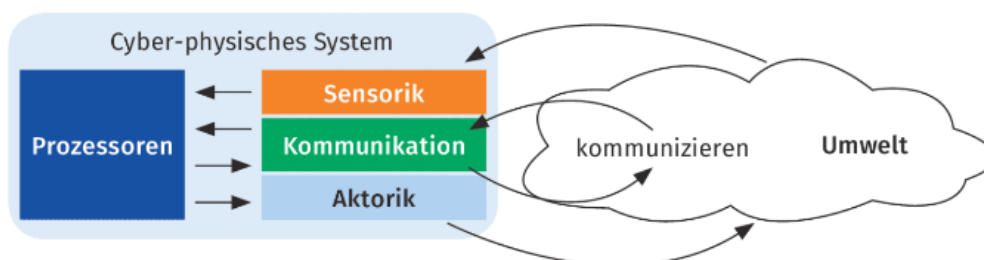 Cyber-physisches System
Prozessoren
Sensorik
Kommunikation
Aktorik
kommunizieren
Umwelt